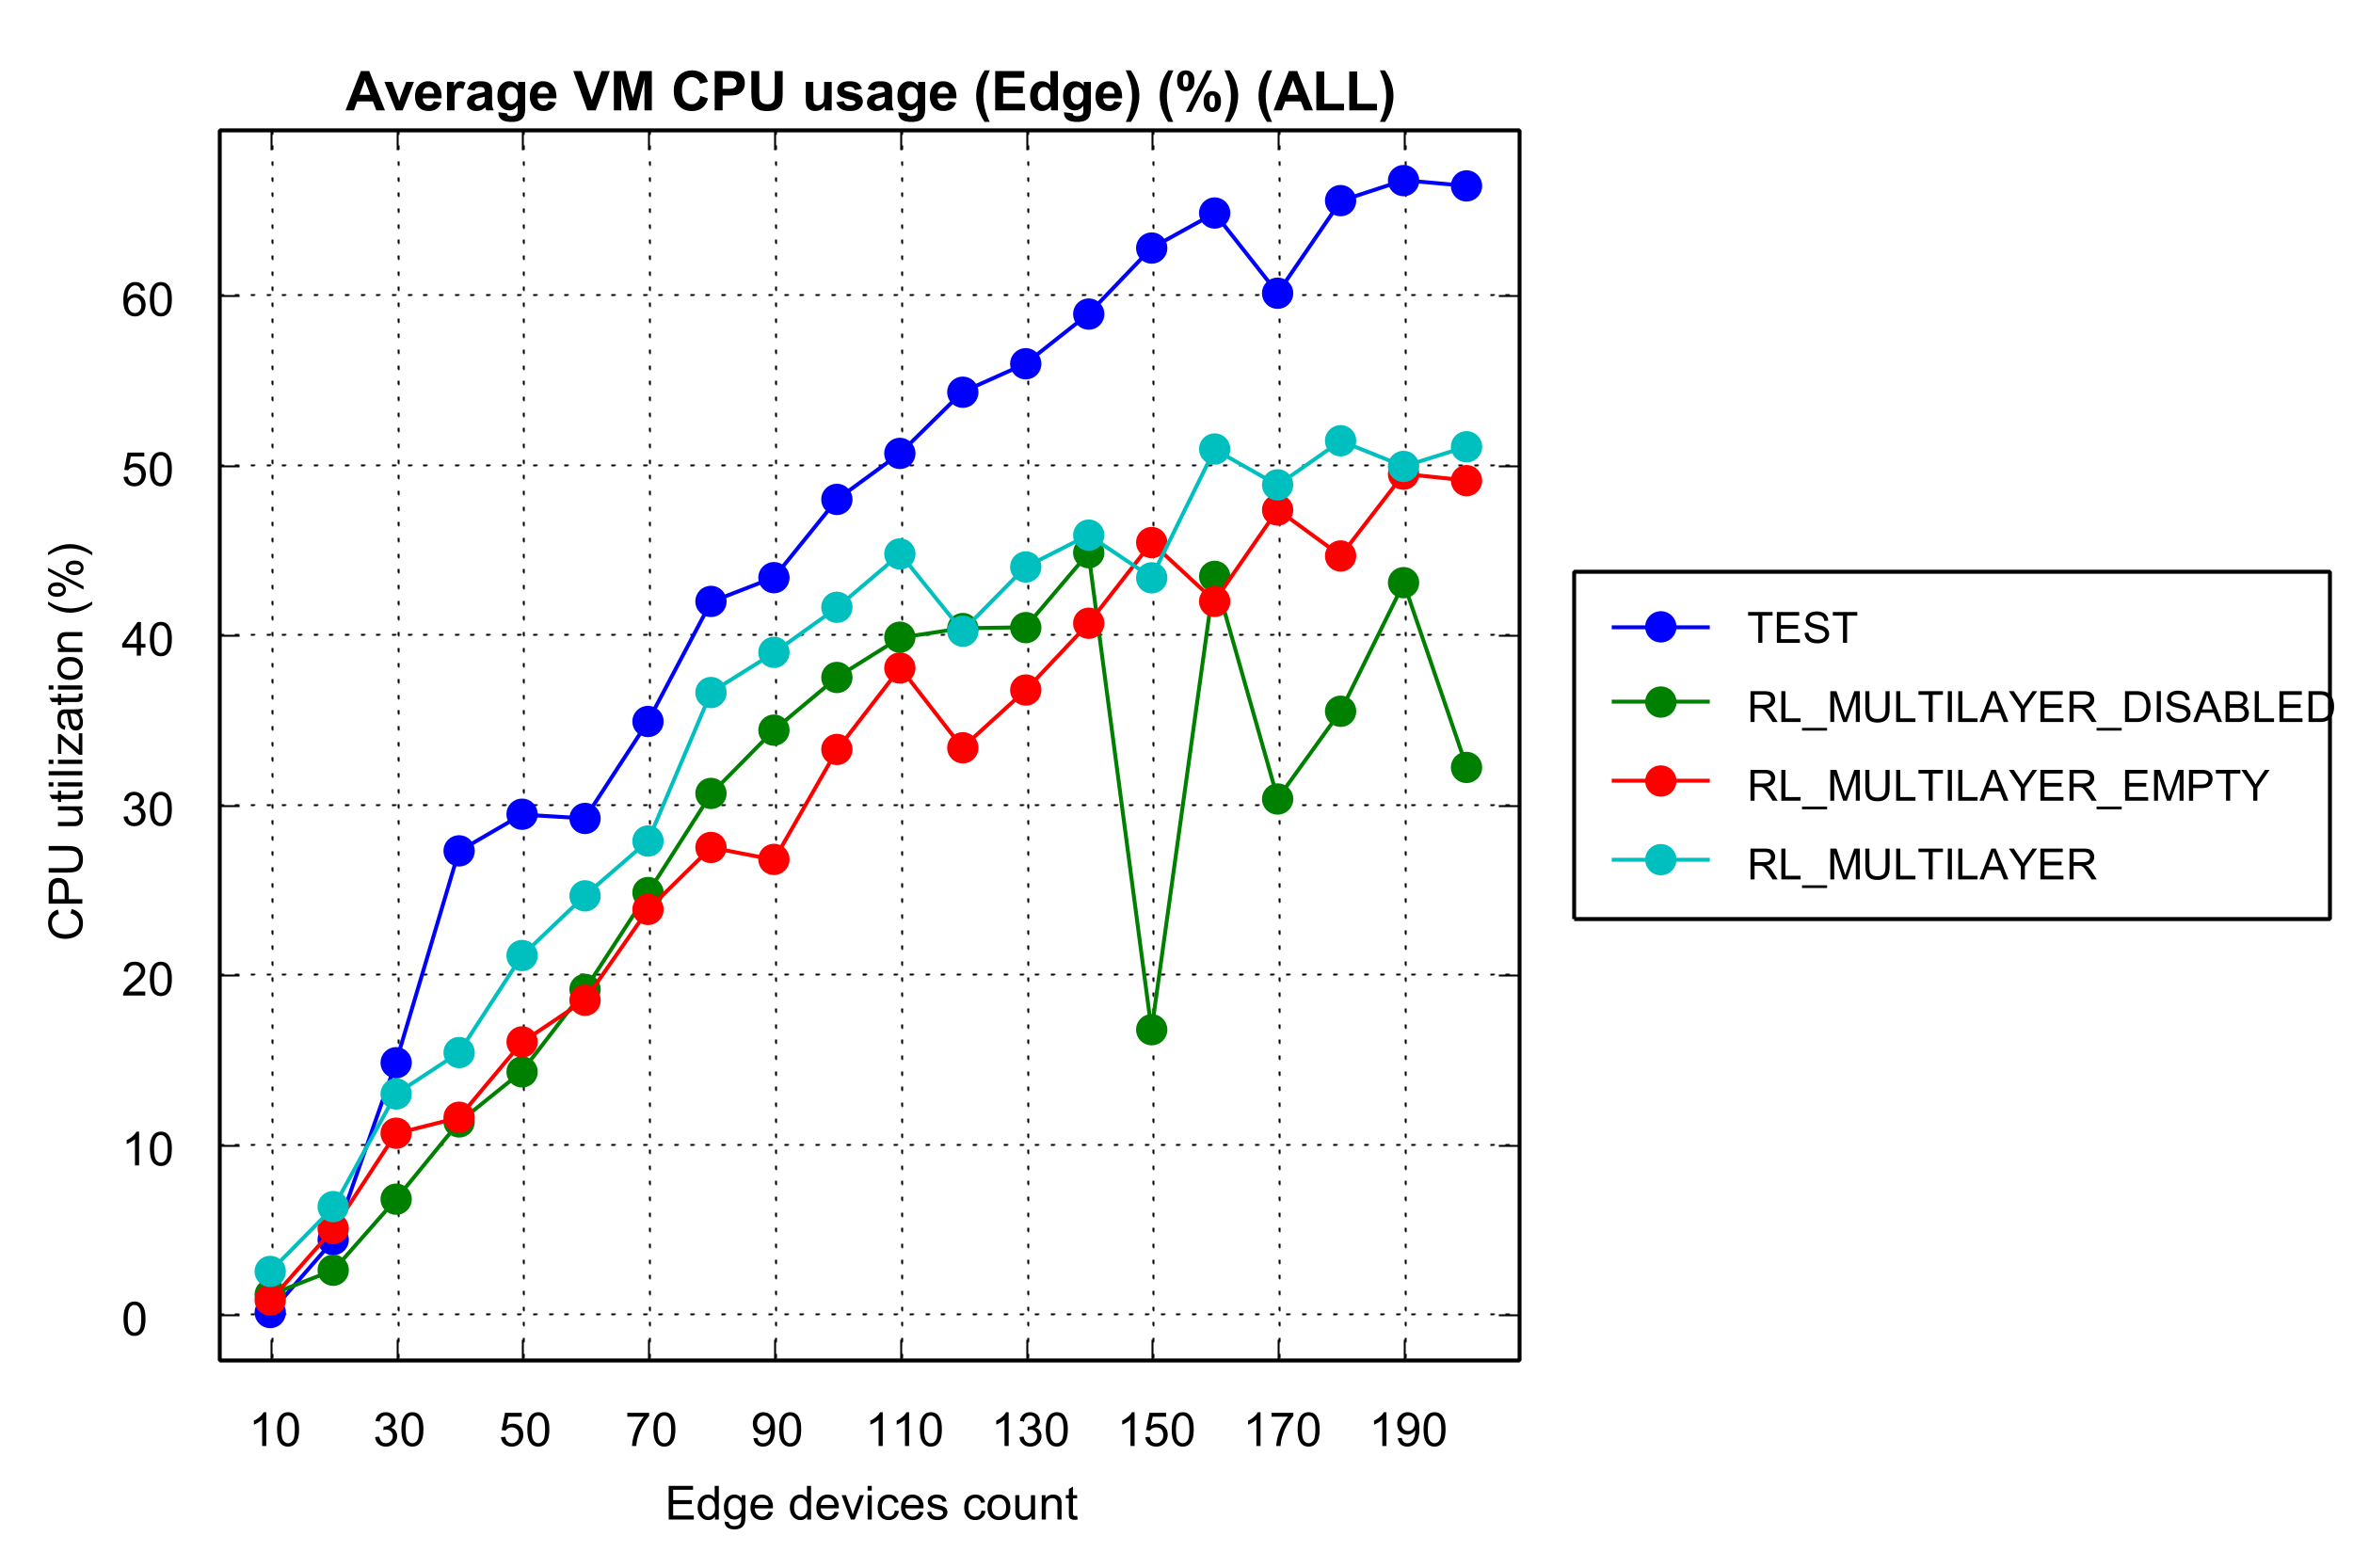 Average VM CPU usage (Edge) (%) (ALL)
CPU utilization (%)
60
50
40
30
20
10
0
10 30 50 70 90 110 130 150 170 190
Edge devices count
TEST
RL_MULTILAYER_DISABLED
RL_MULTILAYER_EMPTY
RL_MULTILAYER